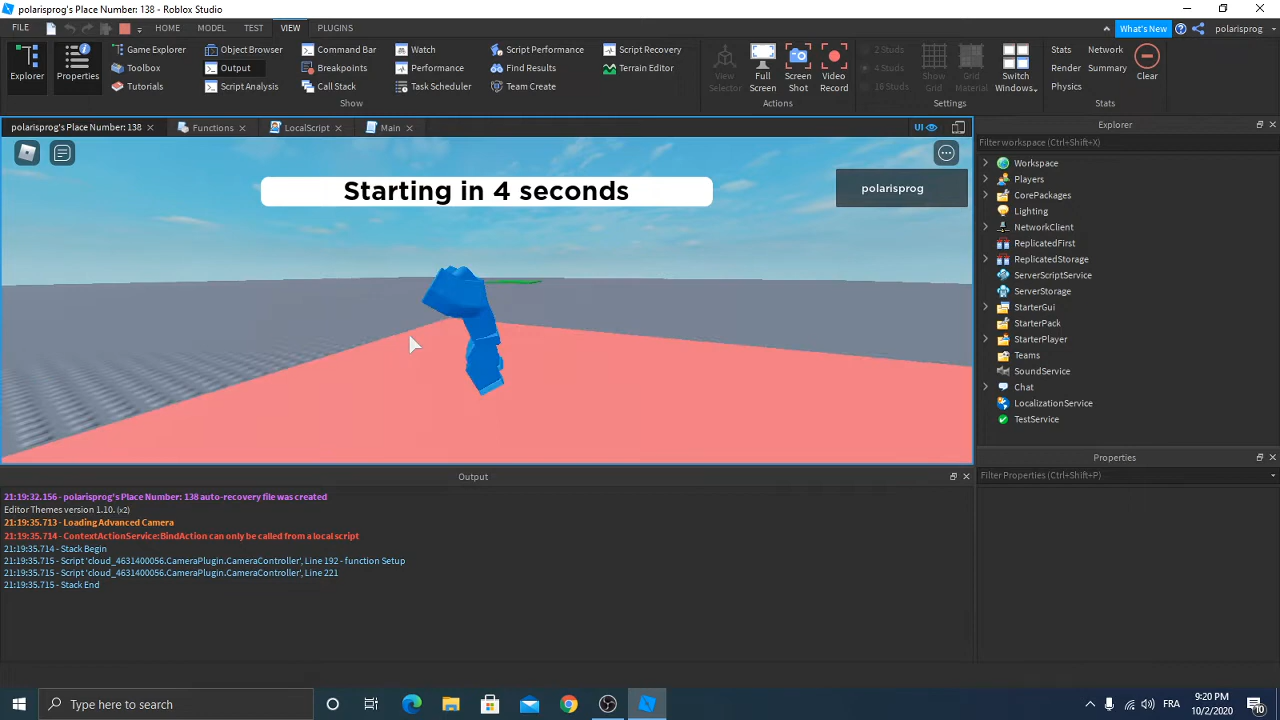 polarisprog's Place Number: 138 - Roblox Studio
FILE HOME MODEL TEST VIEW PLUGINS What's New polarisprog
Explorer Properties
Game Explorer Object Browser Command Bar Watch Script Performance Script Recovery
Toolbox Output Breakpoints Performance Find Results Terrain Editor
Tutorials Script Analysis Call Stack Task Scheduler Team Create
Show
View Selector Full Screen Screen Shot Video Record
Actions
2 Studs
4 Studs
16 Studs
Show Grid Grid Material Switch Windows
Settings
Stats Network
Render Summary
Physics
Clear
Stats
polarisprog's Place Number: 138 Functions LocalScript Main UI
Starting in 4 seconds
polarisprog
Explorer
Filter workspace (Ctrl+Shift+X)
Workspace
Players
CorePackages
Lighting
NetworkClient
ReplicatedFirst
ReplicatedStorage
ServerScriptService
ServerStorage
StarterGui
StarterPack
StarterPlayer
Teams
SoundService
Chat
LocalizationService
TestService
Properties
Filter Properties (Ctrl+Shift+P)
Output
21:19:32.156 - polarisprog's Place Number: 138 auto-recovery file was created
Editor Themes version 1.10. (x2)
21:19:35.713 - Loading Advanced Camera
21:19:35.714 - ContextActionService:BindAction can only be called from a local script
21:19:35.714 - Stack Begin
21:19:35.715 - Script 'cloud_4631400056.CameraPlugin.CameraController', Line 192 - function Setup
21:19:35.715 - Script 'cloud_4631400056.CameraPlugin.CameraController', Line 221
21:19:35.715 - Stack End
Type here to search
FRA
9:20 PM
10/2/2020
10